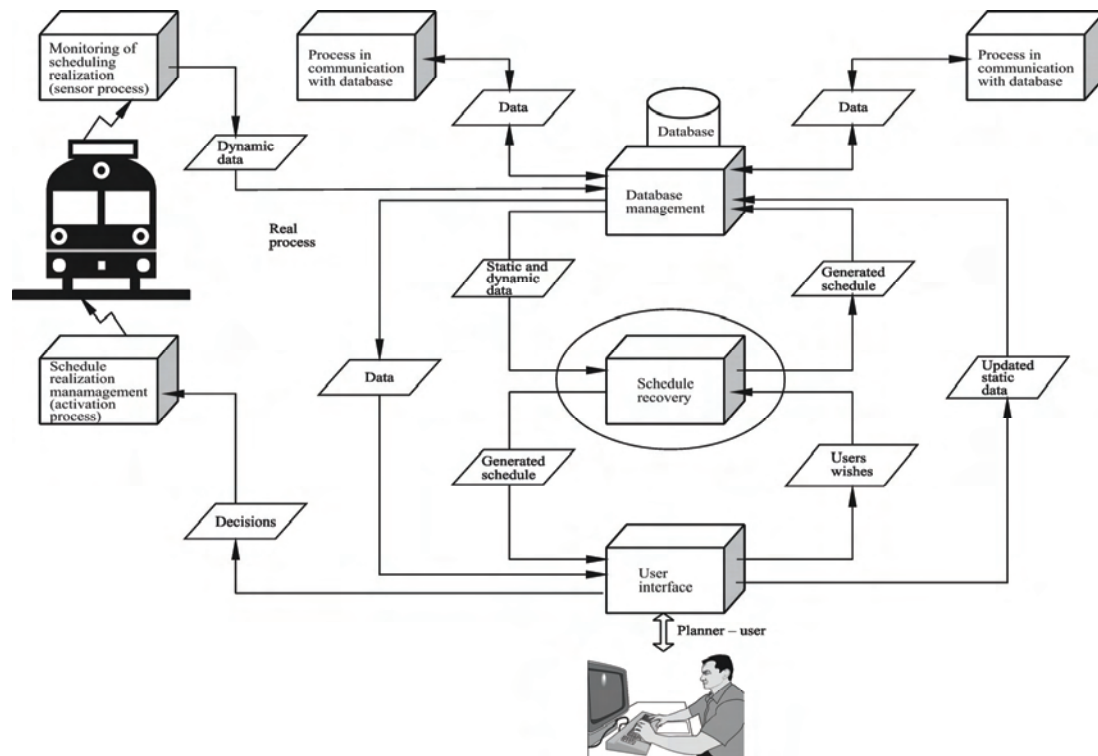 Monitoring of
scheduling
realization
(sensor process)
Process in
communication
with database
Process in
communication
with database
Data
Data
Database
Dynamic
data
Database
management
Real
process
Static and
dynamic
data
Generated
schedule
Schedule
realization
manamagement
(activation
process)
Data
Schedule
recovery
Updated
static
data
Generated
schedule
Users
wishes
Decisions
User
interface
Planner – user